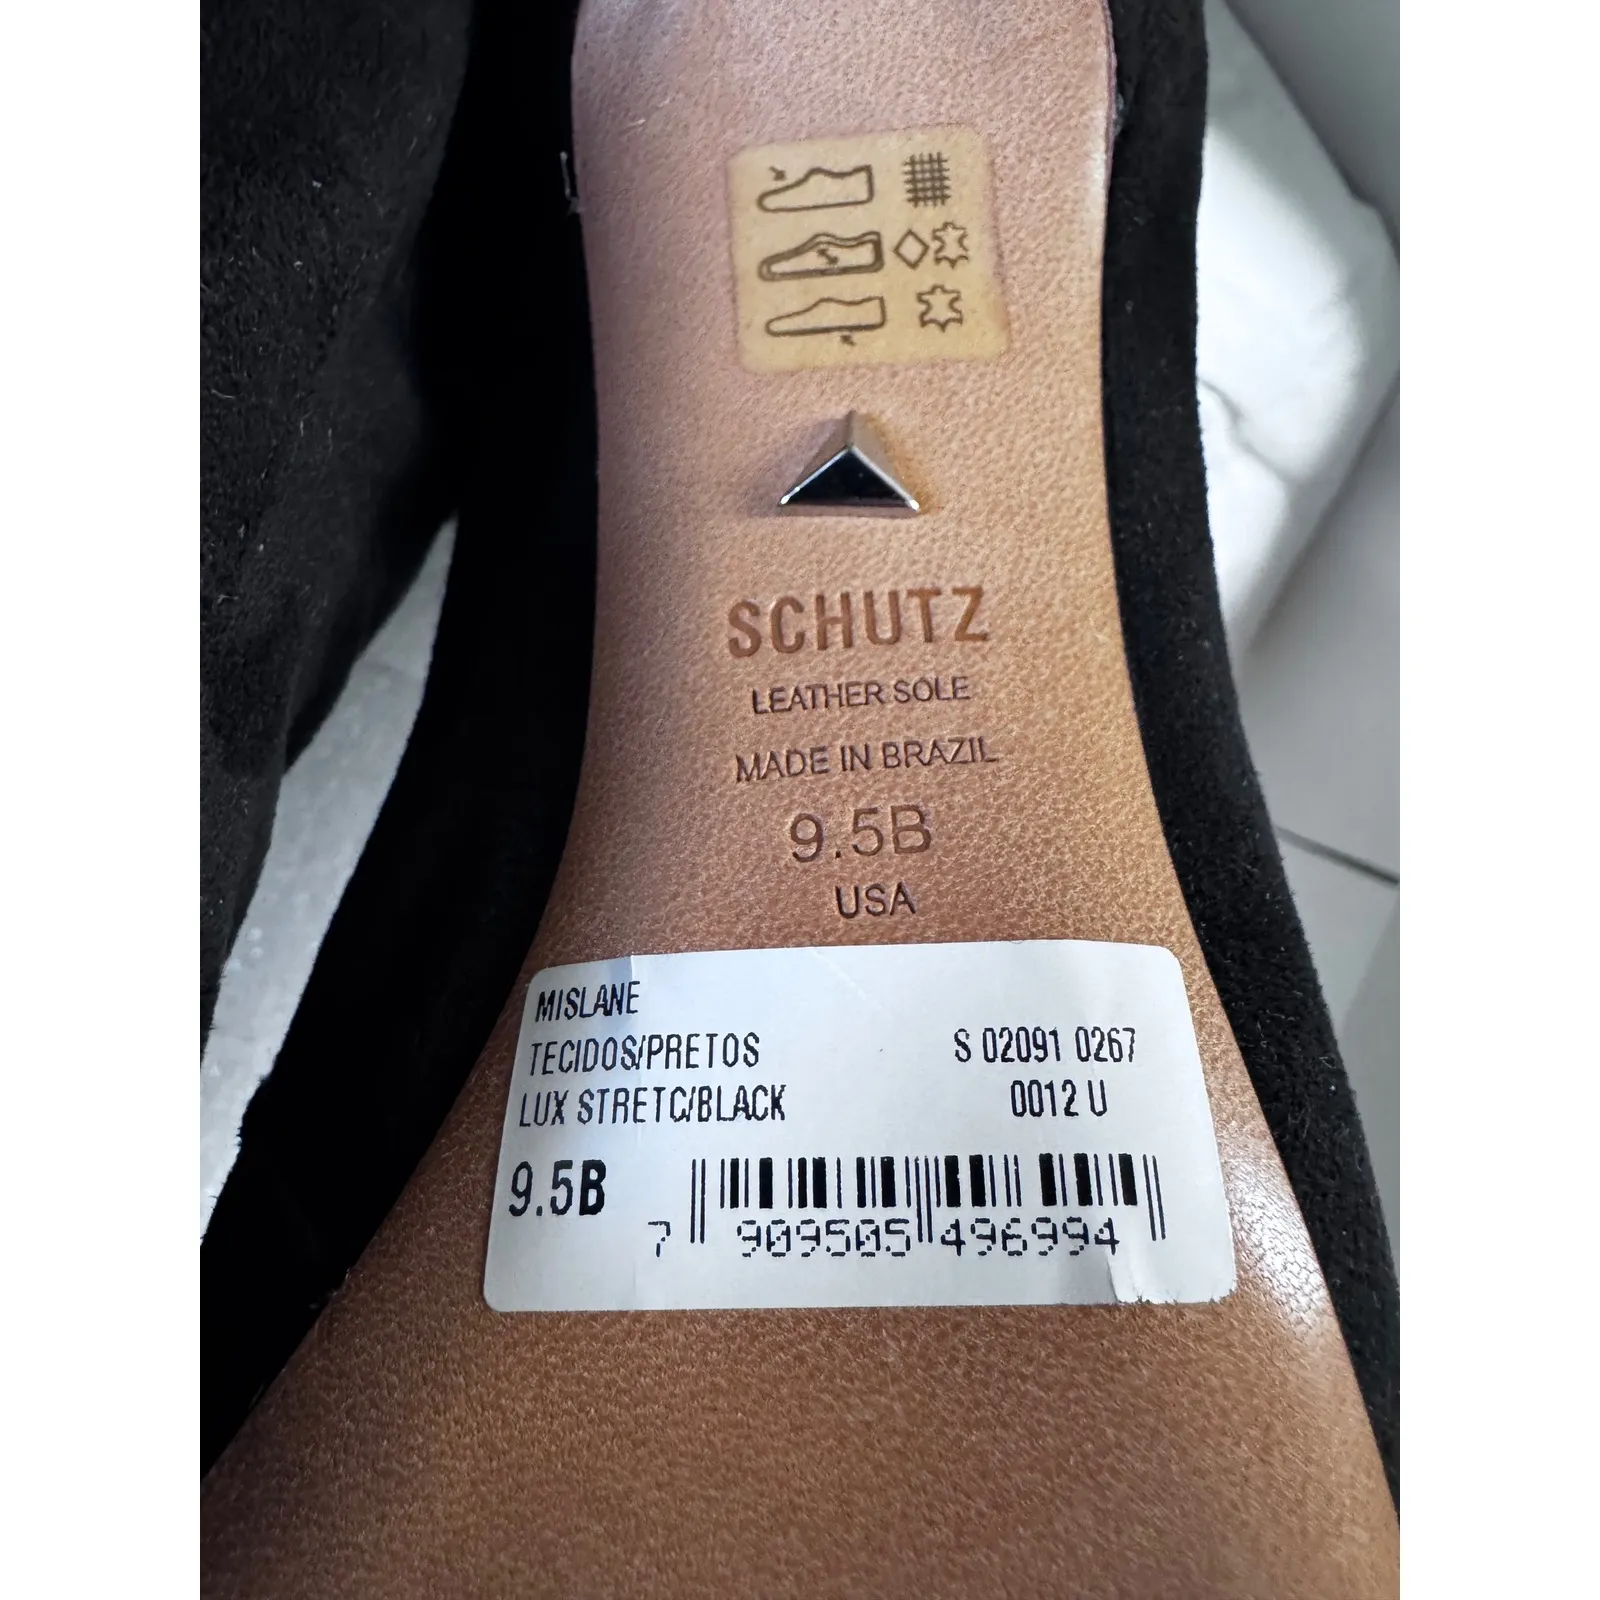 SCHUTZ
LEATHER SOLE
MADE IN BRAZIL
9.5B
USA
MISLANE
TECIDOS/PRETOS
S 02091 0267
LUX STRETC/BLACK
0012 U
9.5B
7 909505 496994